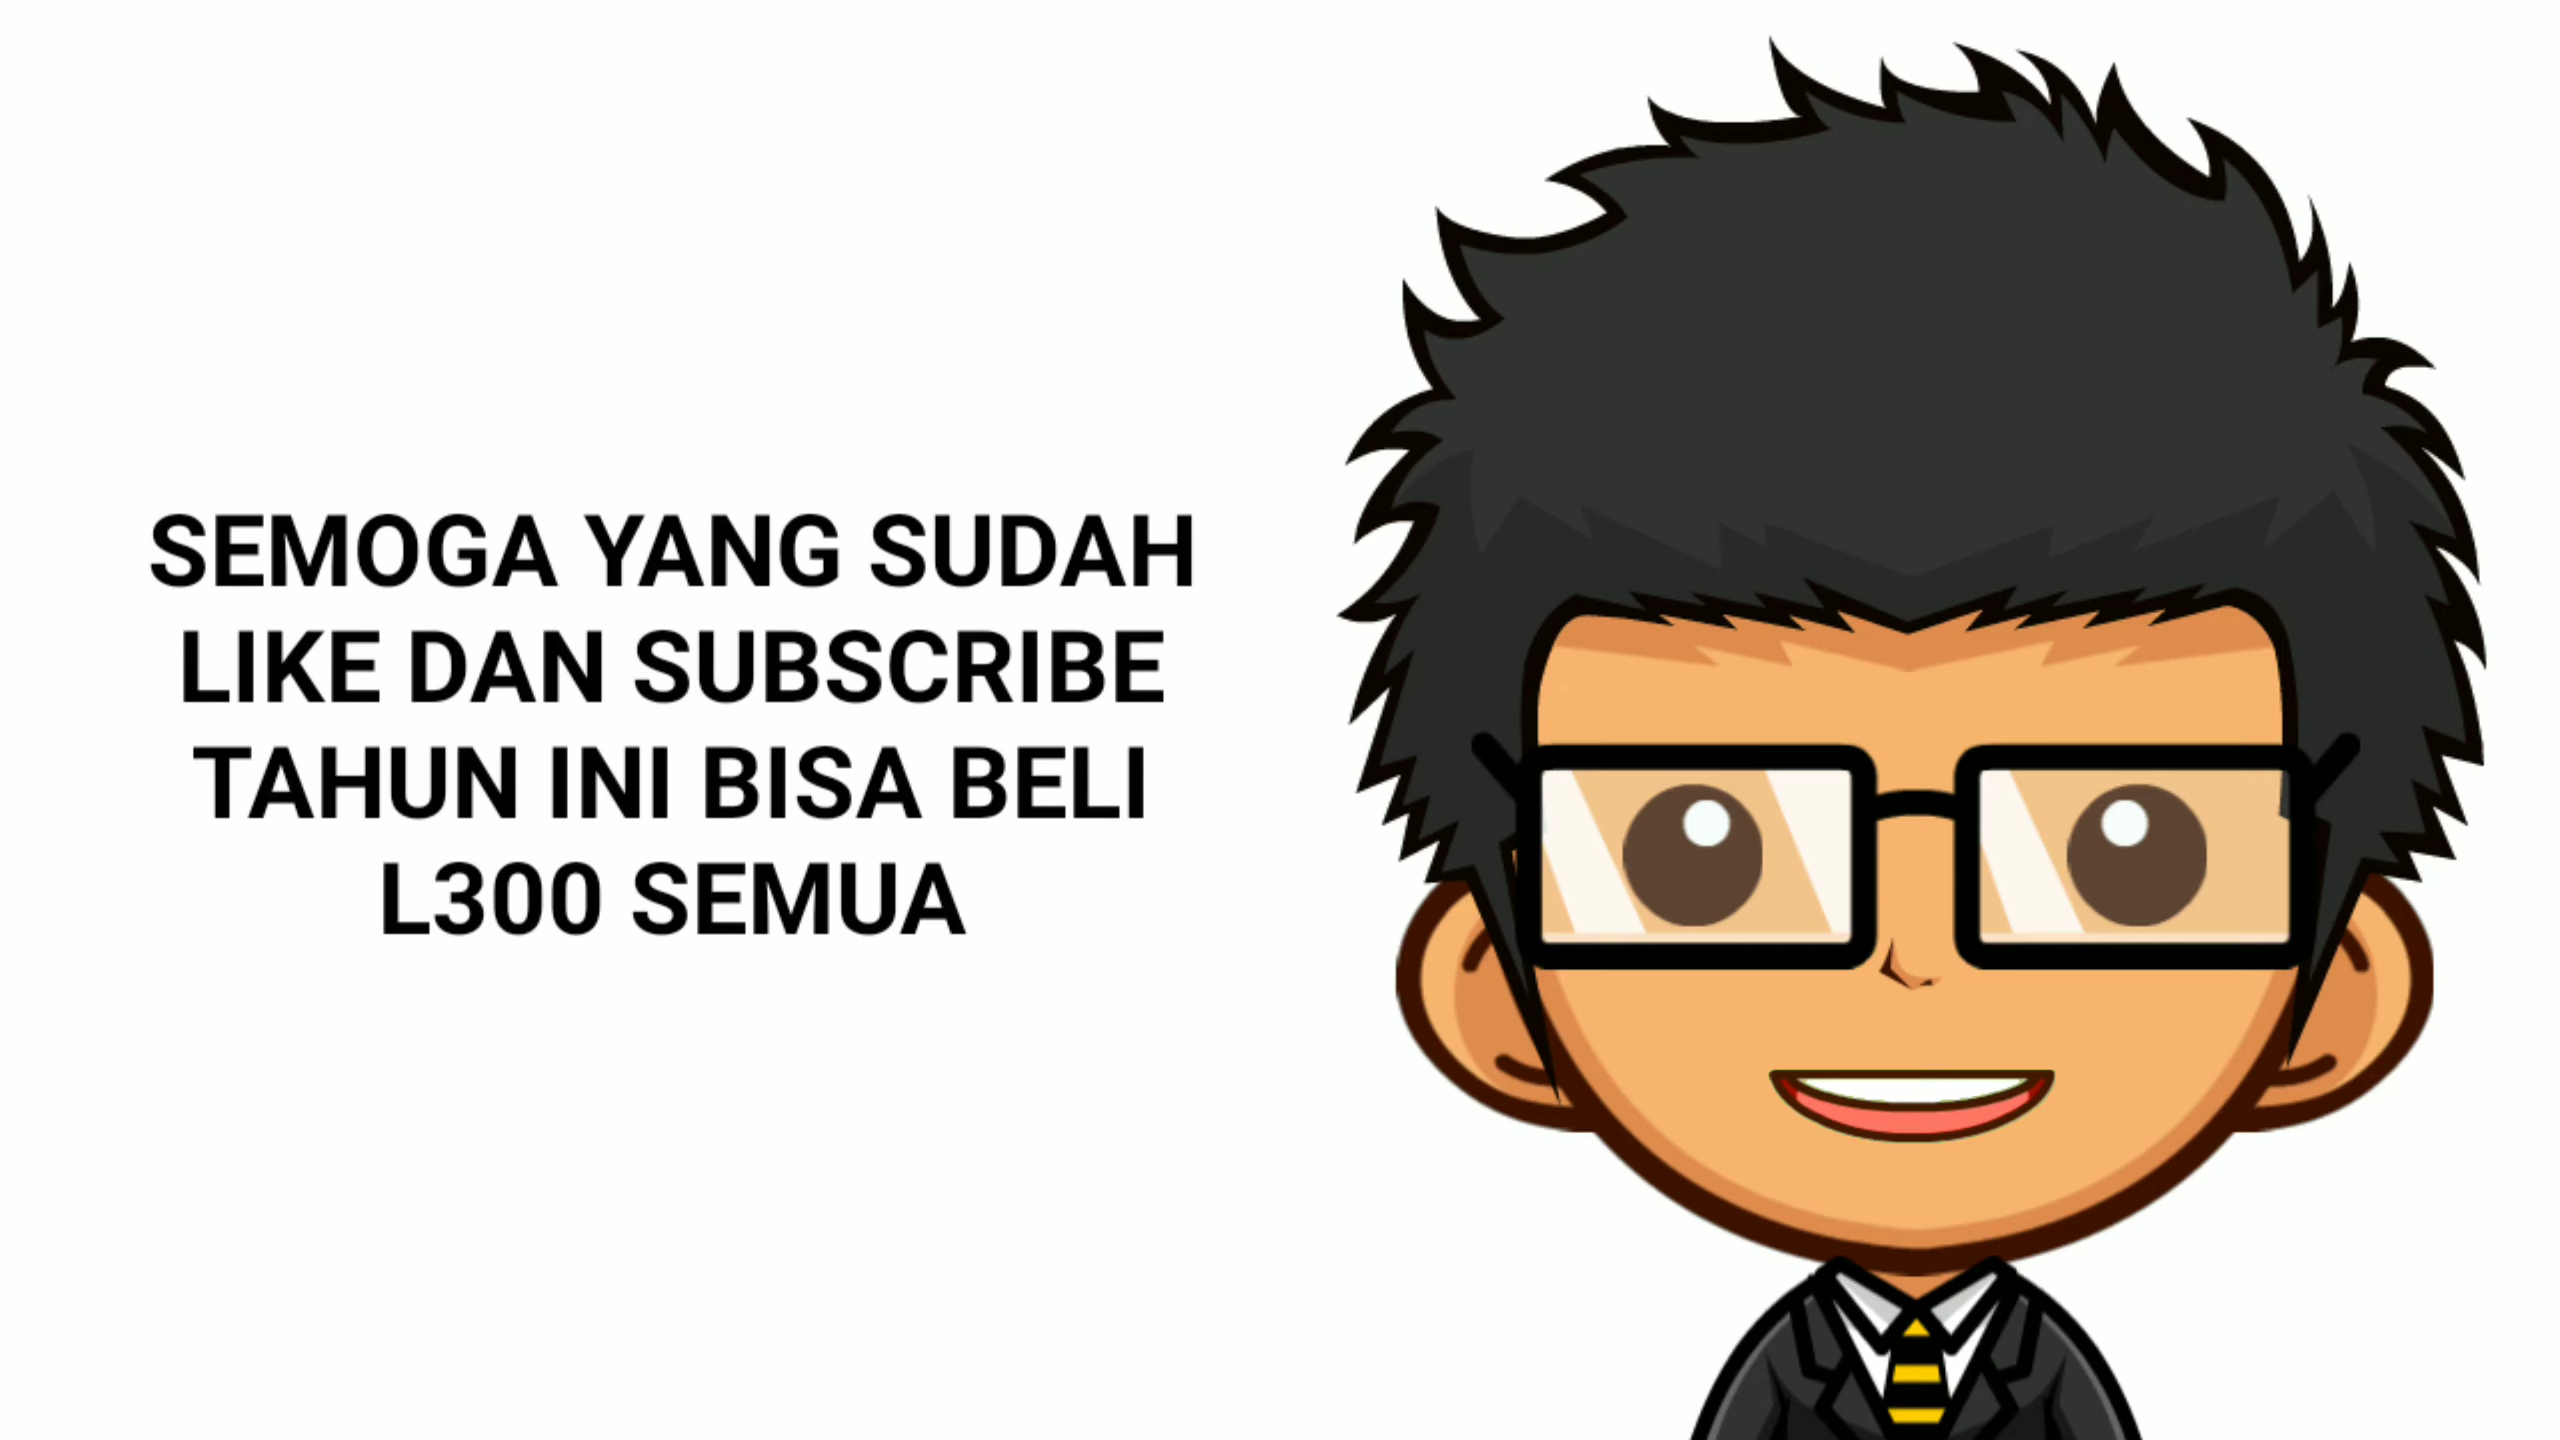 SEMOGA YANG SUDAH
LIKE DAN SUBSCRIBE
TAHUN INI BISA BELI
L300 SEMUA